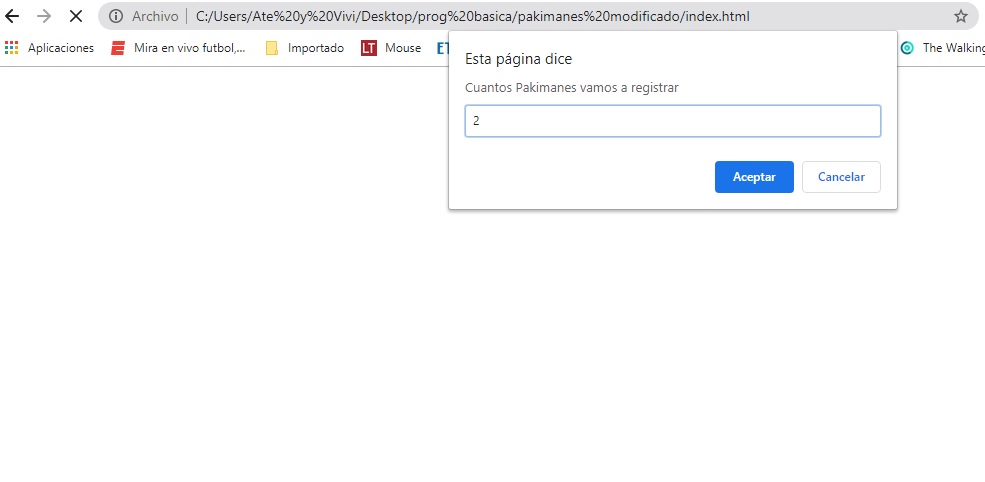 Archivo C:/Users/Ate%20y%20Vivi/Desktop/prog%20basica/pakimanes%20modificado/index.html
Aplicaciones Mira en vivo futbol,... Importado LT Mouse ET The Walking
Esta página dice
Cuantos Pakimanes vamos a registrar
2
Aceptar Cancelar